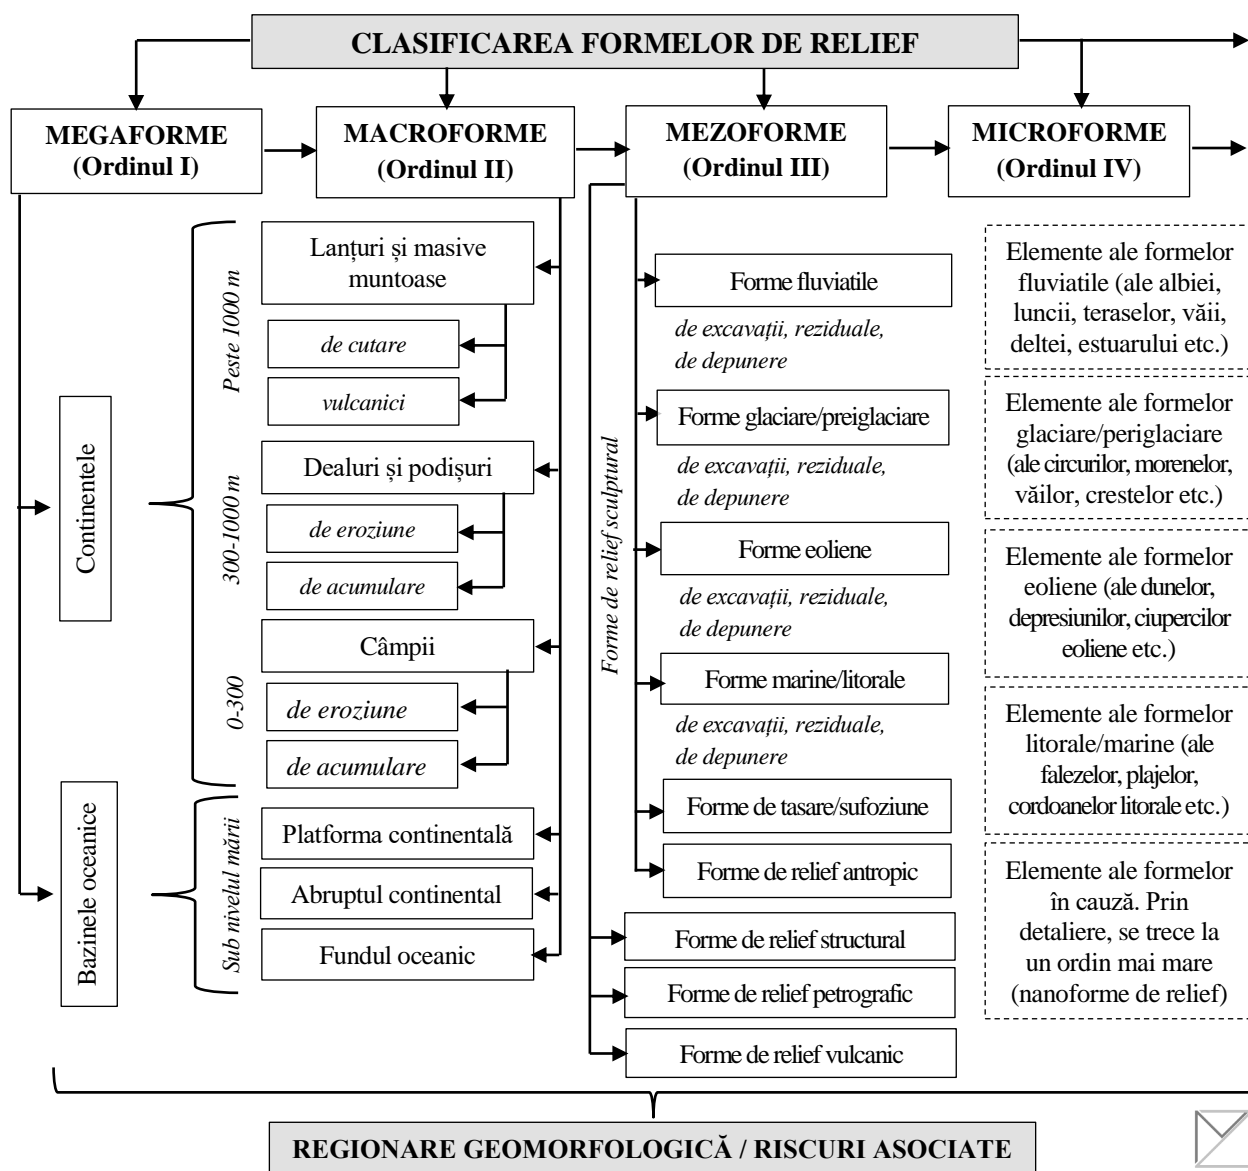 CLASIFICAREA FORMELOR DE RELIEF
MEGAFORME
(Ordinul I)
MACROFORME
(Ordinul II)
MEZOFORME
(Ordinul III)
MICROFORME
(Ordinul IV)
Continentele
Bazinele oceanice
Peste 1000 m
300-1000 m
0-300
Sub nivelul mării
Lanțuri și masive
muntoase
de cutare
vulcanici
Dealuri și podișuri
de eroziune
de acumulare
Câmpii
de eroziune
de acumulare
Platforma continentală
Abruptul continental
Fundul oceanic
Forme de relief sculptural
Forme fluviatile
de excavații, reziduale,
de depunere
Forme glaciare/preiglaciare
de excavații, reziduale,
de depunere
Forme eoliene
de excavații, reziduale,
de depunere
Forme marine/litorale
de excavații, reziduale,
de depunere
Forme de tasare/sufoziune
Forme de relief antropic
Forme de relief structural
Forme de relief petrografic
Forme de relief vulcanic
Elemente ale formelor
fluviatile (ale albiei,
luncii, teraselor, văii,
deltei, estuarului etc.)
Elemente ale formelor
glaciare/periglaciare
(ale circurilor, morenelor,
văilor, crestelor etc.)
Elemente ale formelor
eoliene (ale dunelor,
depresiunilor, ciupercilor
eoliene etc.)
Elemente ale formelor
litorale/marine (ale
falezelor, plajelor,
cordoanelor litorale etc.)
Elemente ale formelor
în cauză. Prin
detaliere, se trece la
un ordin mai mare
(nanoforme de relief)
REGIONARE GEOMORFOLOGICĂ / RISCURI ASOCIATE